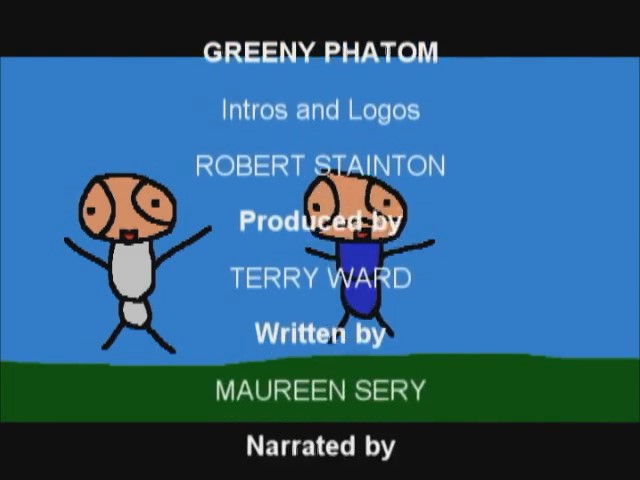 GREENY PHATOM
Intros and Logos
ROBERT STAINTON
Produced by
TERRY WARD
Written by
MAUREEN SERY
Narrated by